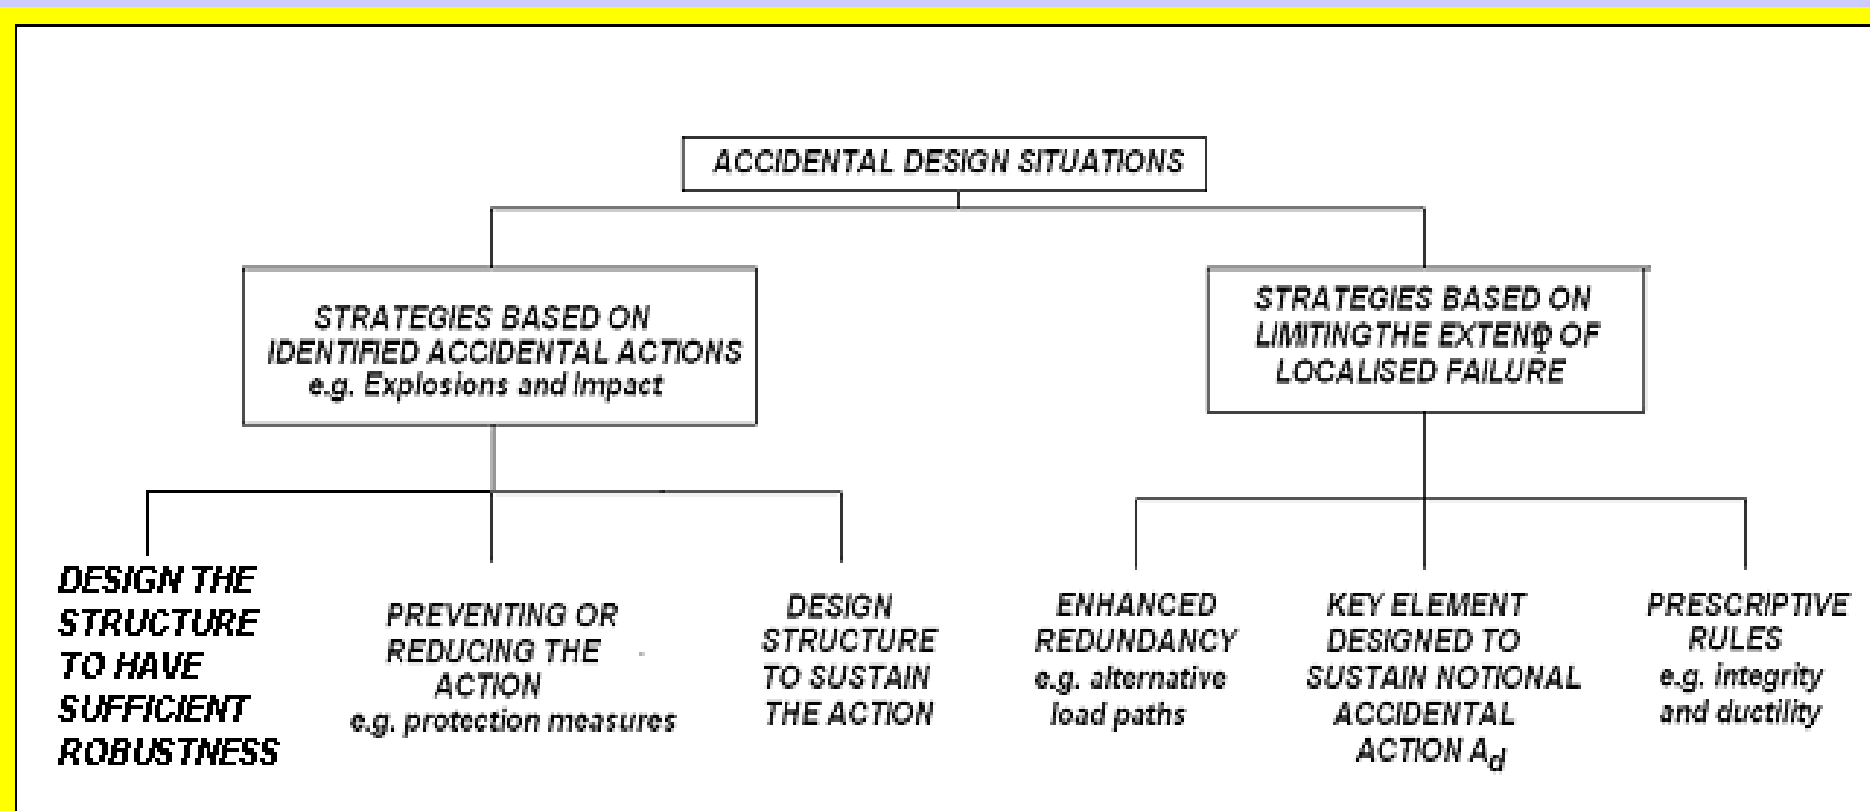 ACCIDENTAL DESIGN SITUATIONS
STRATEGIES BASED ON
IDENTIFIED ACCIDENTAL ACTIONS
e.g. Explosions and Impact
STRATEGIES BASED ON
LIMITINGTHE EXTENT OF
LOCALISED FAILURE
DESIGN THE
STRUCTURE
TO HAVE
SUFFICIENT
ROBUSTNESS
PREVENTING OR
REDUCING THE
ACTION
e.g. protection measures
DESIGN
STRUCTURE
TO SUSTAIN
THE ACTION
ENHANCED
REDUNDANCY
e.g. alternative
load paths
KEY ELEMENT
DESIGNED TO
SUSTAIN NOTIONAL
ACCIDENTAL
ACTION Ad
PRESCRIPTIVE
RULES
e.g. integrity
and ductility